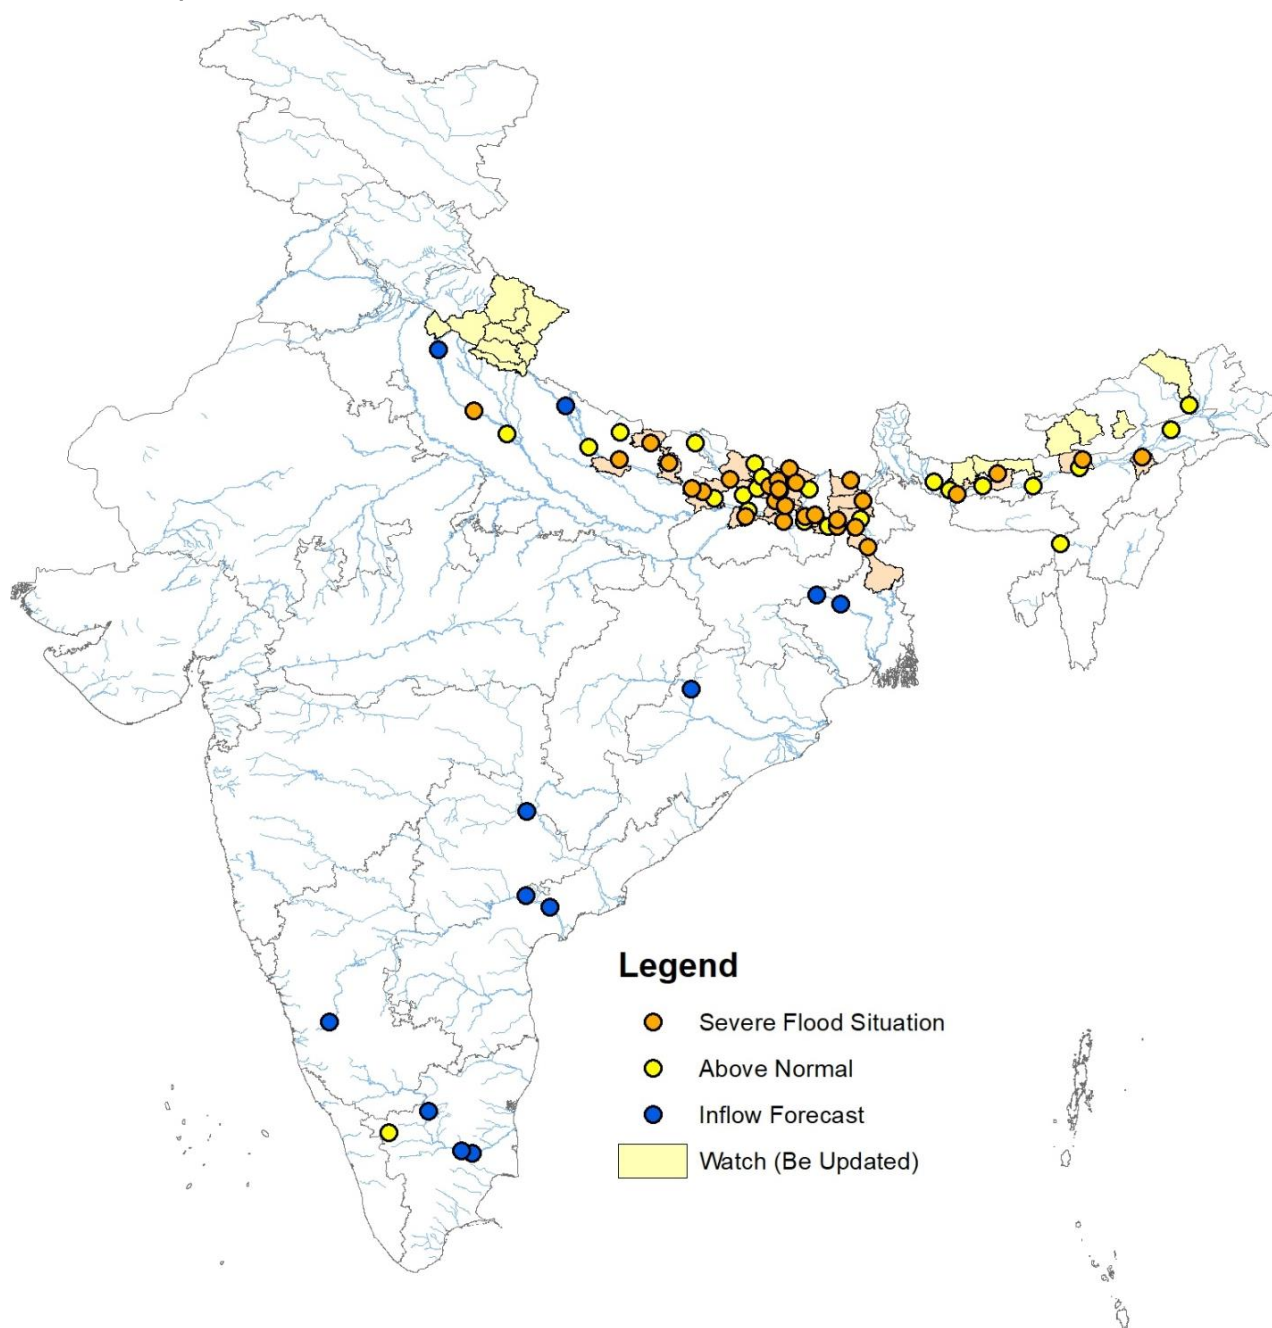 Legend
Severe Flood Situation
Above Normal
Inflow Forecast
Watch (Be Updated)